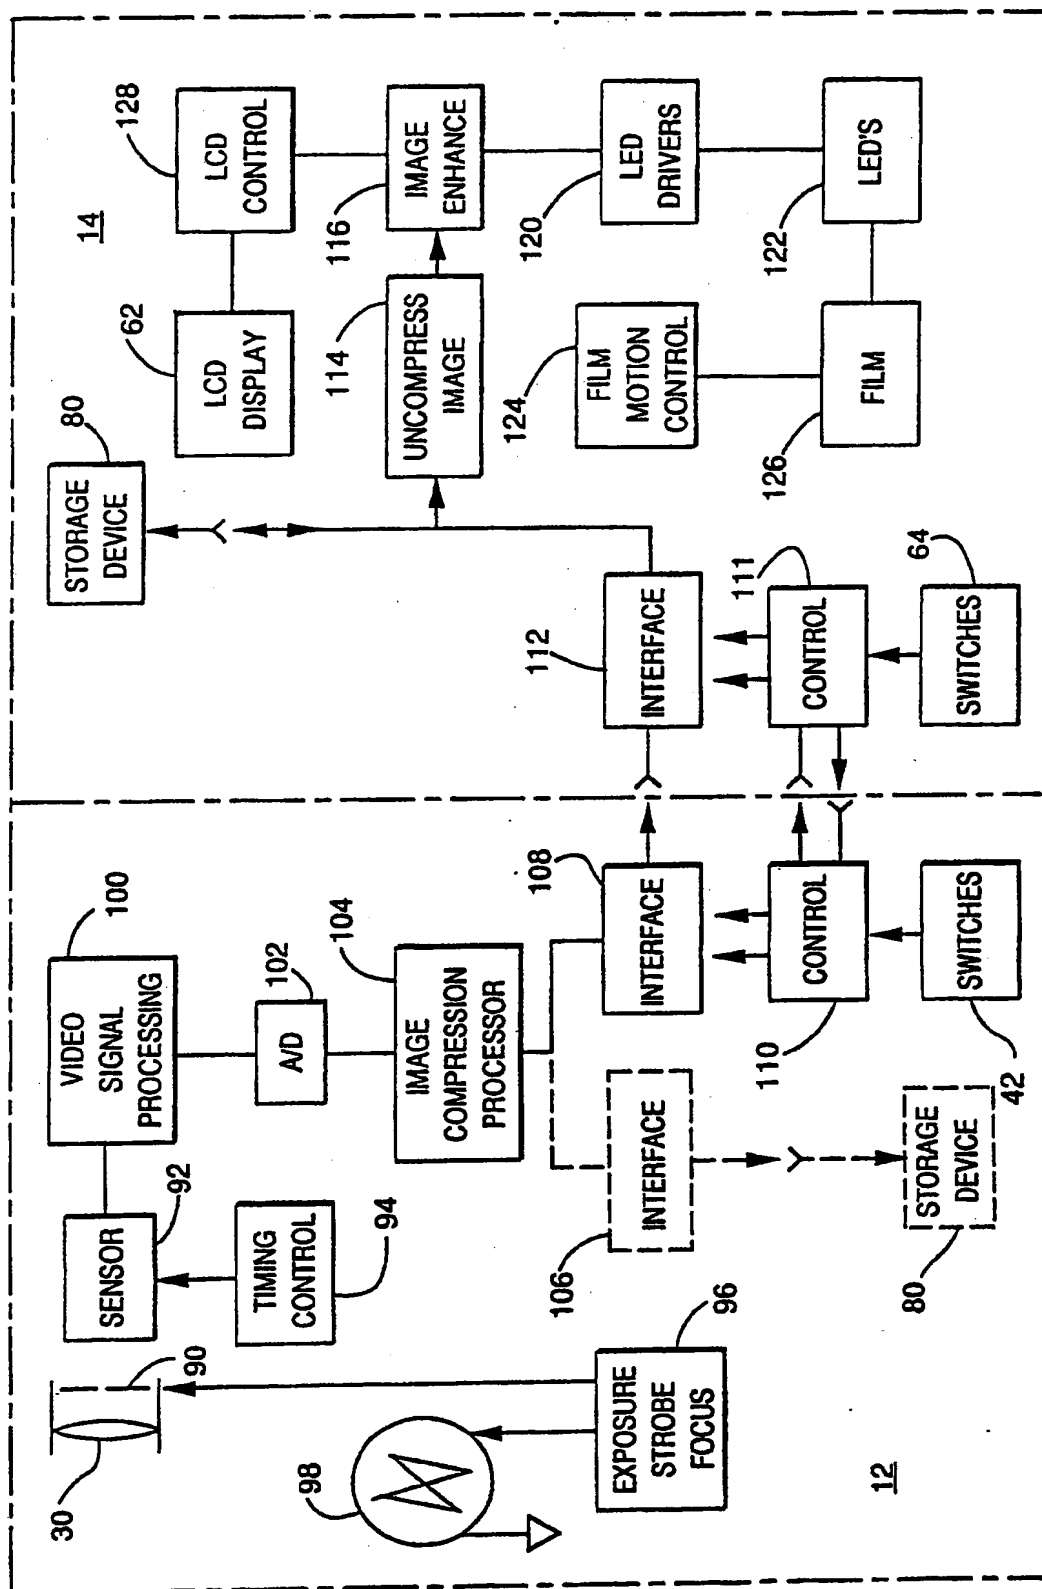 30
90
SENSOR
92
VIDEO
SIGNAL
PROCESSING
100
TIMING
CONTROL
94
A/D
102
98
IMAGE
COMPRESSION
PROCESSOR
104
EXPOSURE
STROBE
FOCUS
96
INTERFACE
106
INTERFACE
108
CONTROL
110
STORAGE
DEVICE
80
SWITCHES
42
12
STORAGE
DEVICE
80
LCD
DISPLAY
62
LCD
CONTROL
128
14
UNCOMPRESS
IMAGE
114
IMAGE
ENHANCE
116
INTERFACE
112
FILM
MOTION
CONTROL
124
LED
DRIVERS
120
CONTROL
111
FILM
126
LED'S
122
SWITCHES
64